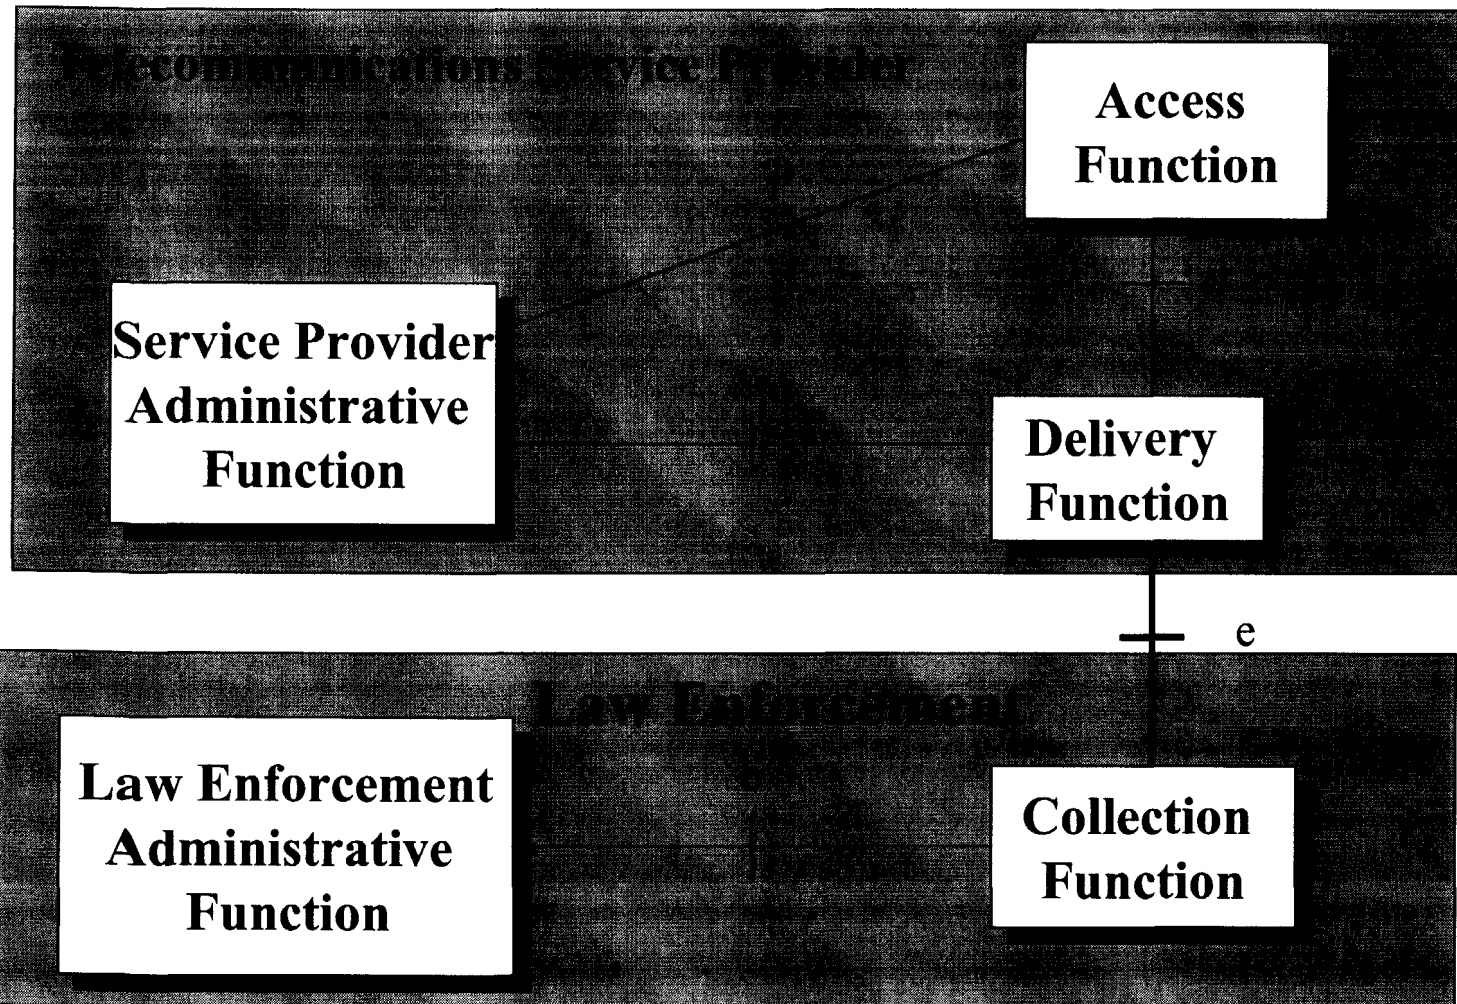 Telecommunications Service Provider
Access
Function
Service Provider
Administrative
Function
Delivery
Function
e
Law Enforcement
Law Enforcement
Administrative
Function
Collection
Function